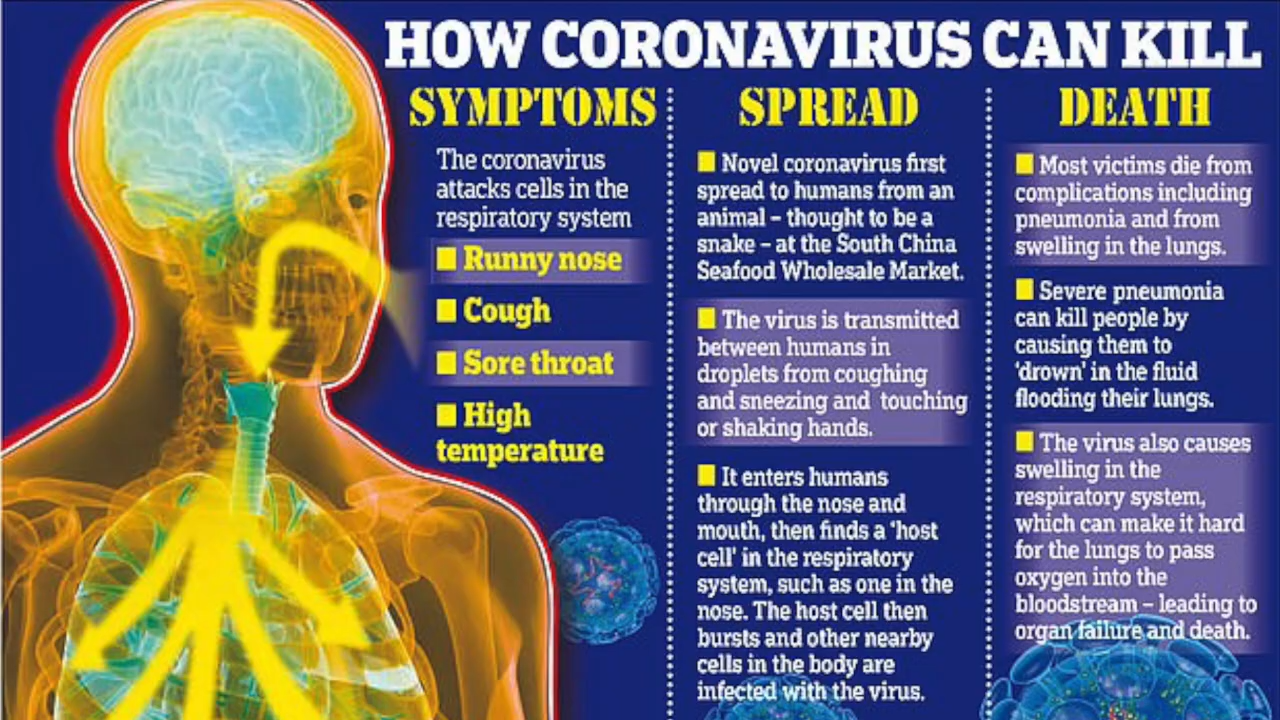 HOW CORONAVIRUS CAN KILL
SYMPTOMS
The coronavirus
attacks cells in the
respiratory system
Runny nose
Cough
Sore throat
High
temperature
SPREAD
Novel coronavirus first
spread to humans from an
animal – thought to be a
snake – at the South China
Seafood Wholesale Market.
The virus is transmitted
between humans in
droplets from coughing
and sneezing and touching
or shaking hands.
It enters humans
through the nose and
mouth, then finds a 'host
cell' in the respiratory
system, such as one in the
nose. The host cell then
bursts and other nearby
cells in the body are
infected with the virus.
DEATH
Most victims die from
complications including
pneumonia and from
swelling in the lungs.
Severe pneumonia
can kill people by
causing them to
'drown' in the fluid
flooding their lungs.
The virus also causes
swelling in the
respiratory system,
which can make it hard
for the lungs to pass
oxygen into the
bloodstream – leading to
organ failure and death.